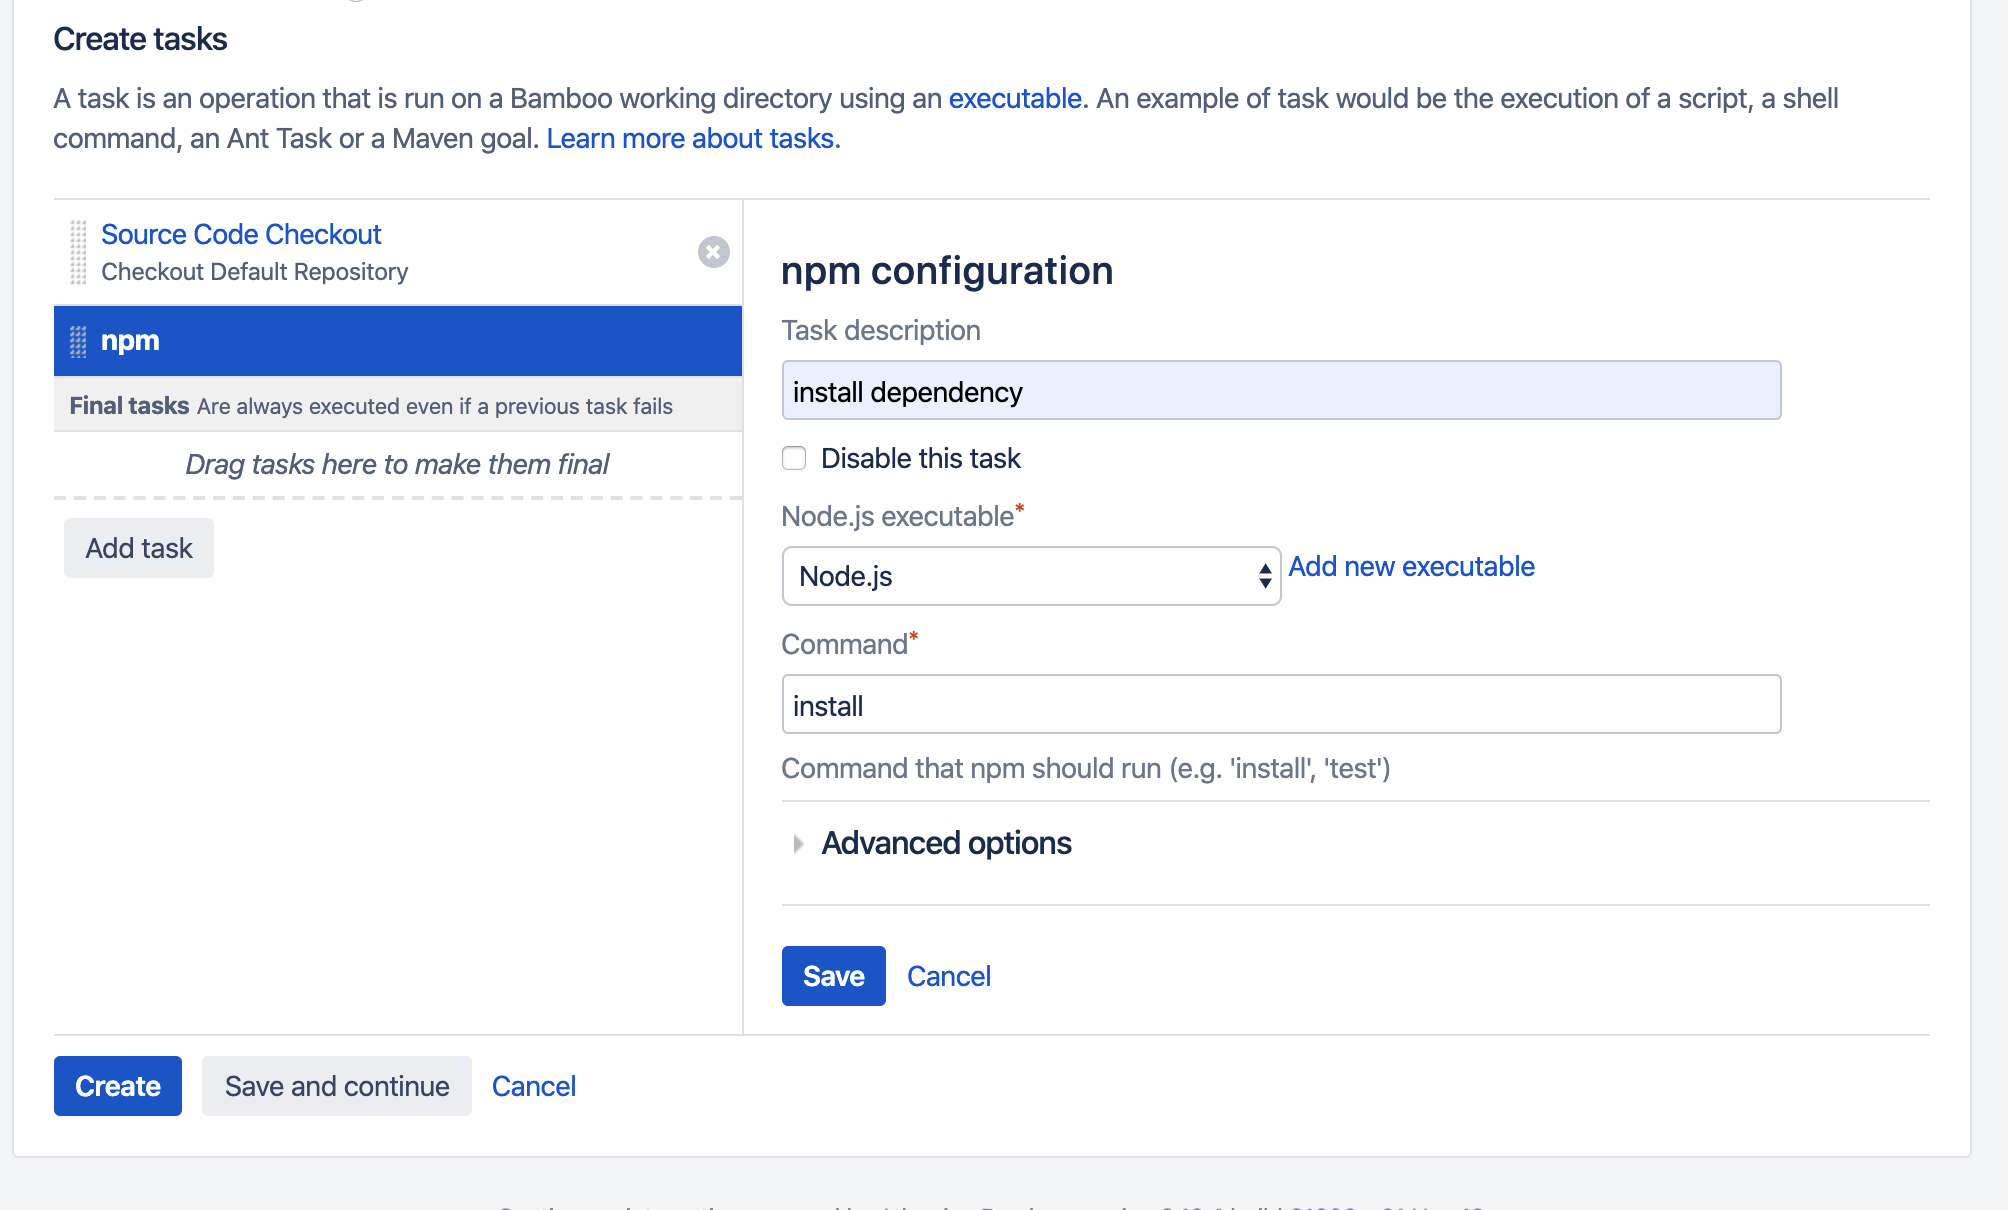 Create tasks
A task is an operation that is run on a Bamboo working directory using an executable. An example of task would be the execution of a script, a shell
command, an Ant Task or a Maven goal. Learn more about tasks.
Source Code Checkout
Checkout Default Repository
npm
Final tasks Are always executed even if a previous task fails
Drag tasks here to make them final
Add task
npm configuration
Task description
install dependency
Disable this task
Node.js executable*
Node.js Add new executable
Command*
install
Command that npm should run (e.g. 'install', 'test')
Advanced options
Save Cancel
Create Save and continue Cancel